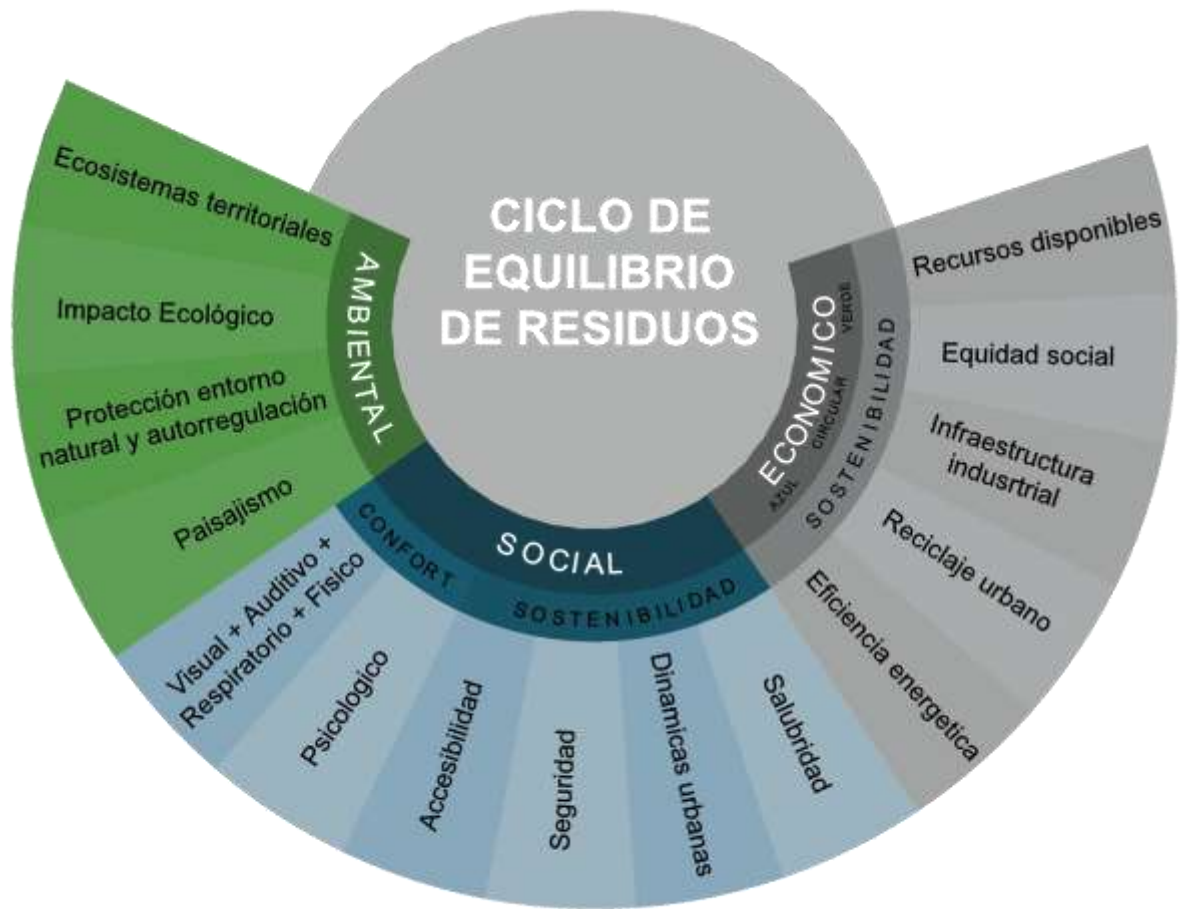 CICLO DE
EQUILIBRIO
DE RESIDUOS
AMBIENTAL
Ecosistemas territoriales
Impacto Ecológico
Protección entorno
natural y autorregulación
Paisajismo
SOCIAL
CONFORT
SOSTENIBILIDAD
Visual + Auditivo +
Respiratorio + Fisico
Psicologico
Accesibilidad
Seguridad
Dinamicas urbanas
Salubridad
ECONOMICO
AZUL
CIRCULAR
VERDE
SOSTENIBILIDAD
Recursos disponibles
Equidad social
Infraestructura
indusrtrial
Reciclaje urbano
Eficiencia energetica